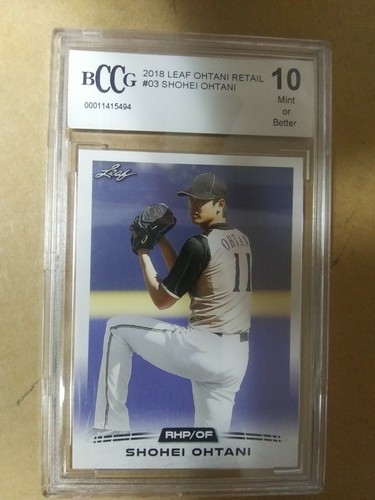 BCCG
2018 LEAF OHTANI RETAIL
#03 SHOHEI OHTANI
00011415494
10
Mint
or
Better
Leaf
OHTANI
11
RHP/OF
SHOHEI OHTANI